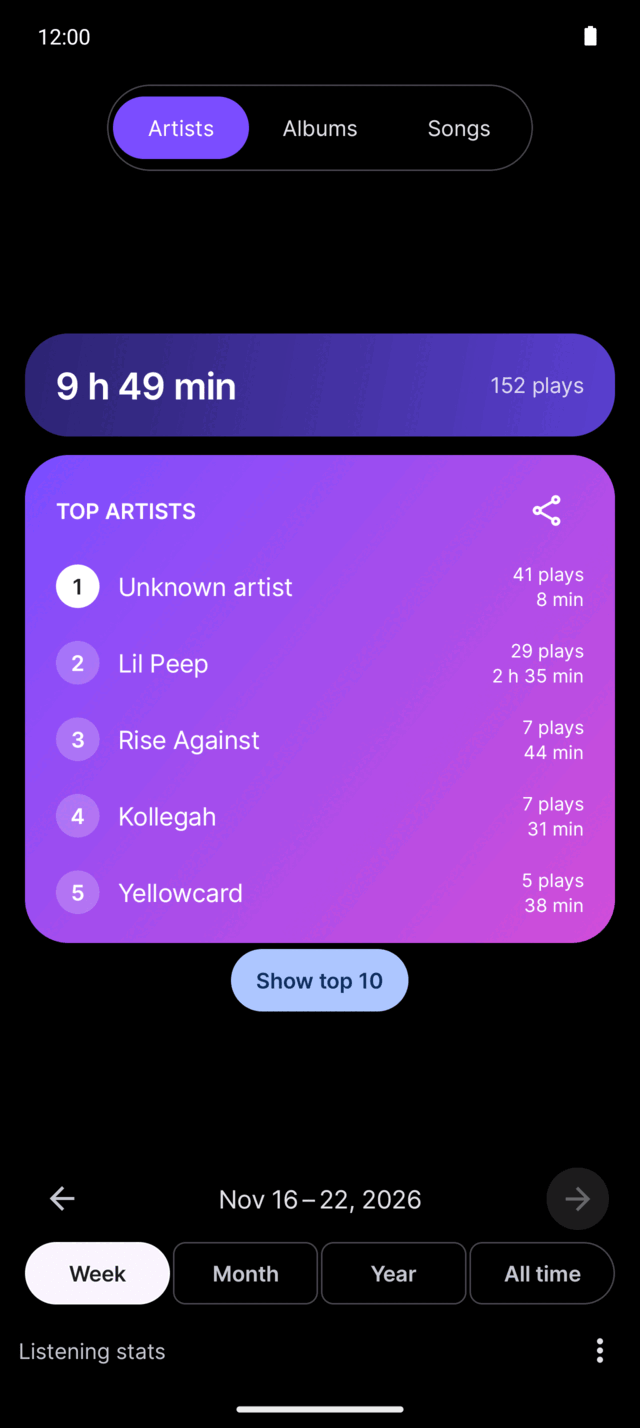 12:00
Artists
Albums
Songs
9 h 49 min
152 plays
TOP ARTISTS
1
Unknown artist
41 plays
8 min
2
Lil Peep
29 plays
2 h 35 min
3
Rise Against
7 plays
44 min
4
Kollegah
7 plays
31 min
5
Yellowcard
5 plays
38 min
Show top 10
Nov 16 – 22, 2026
Week
Month
Year
All time
Listening stats